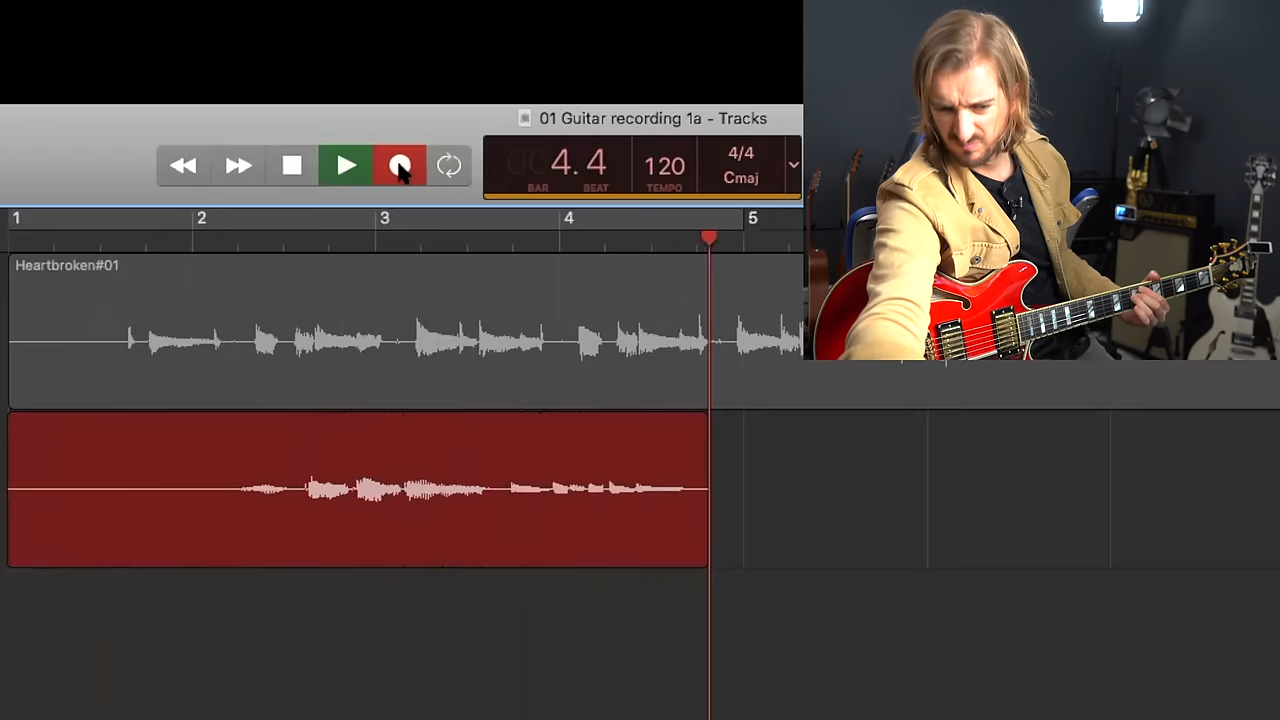 01 Guitar recording 1a - Tracks
004.4
BAR BEAT
120
TEMPO
4/4
Cmaj
1 2 3 4 5
Heartbroken#01